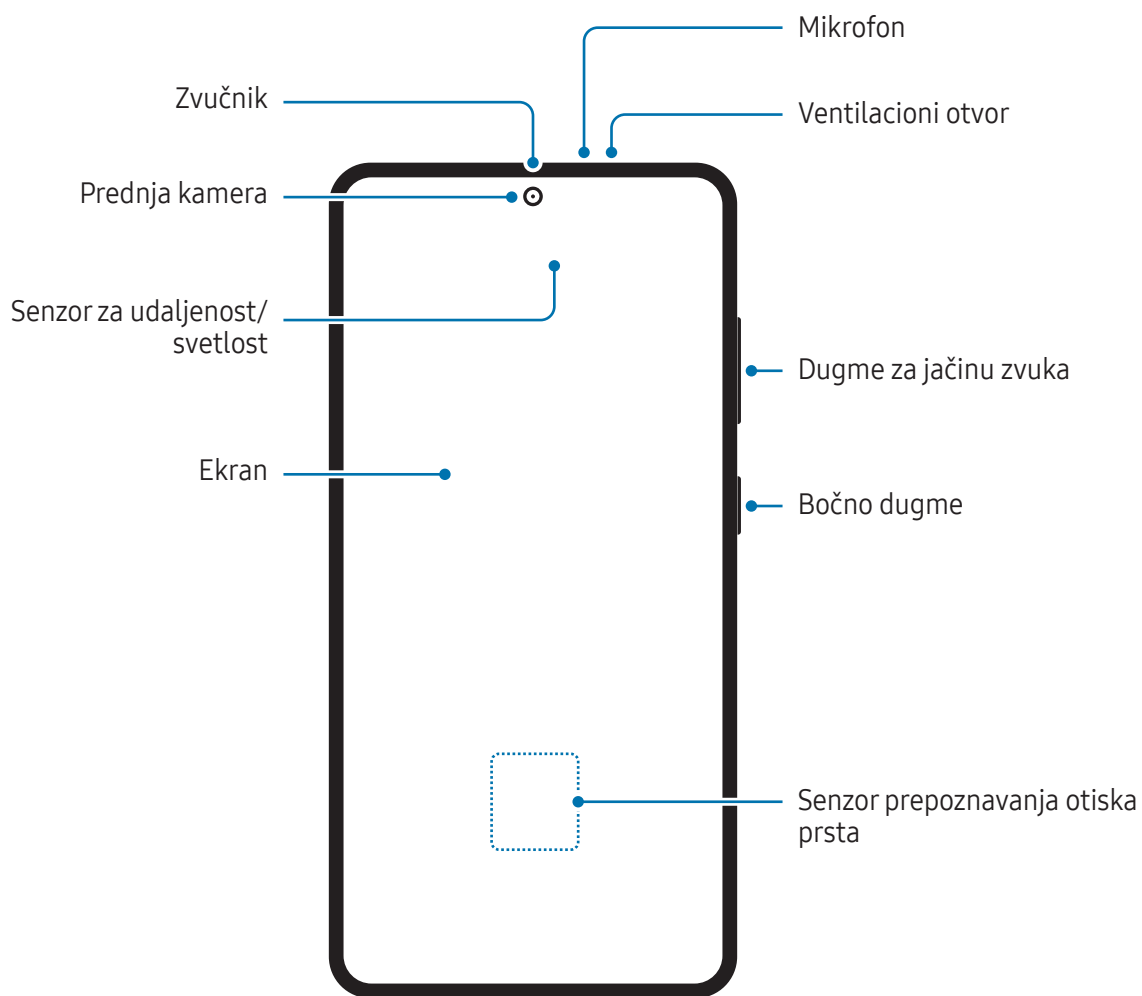 Mikrofon
Zvučnik
Ventilacioni otvor
Prednja kamera
Senzor za udaljenost/
svetlost
Dugme za jačinu zvuka
Ekran
Bočno dugme
Senzor prepoznavanja otiska
prsta